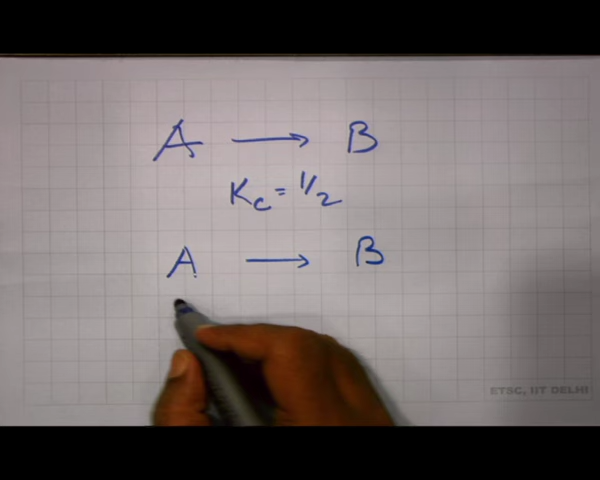 A → B
Kc = 1/2
A → B
ETSC, IIT DELHI